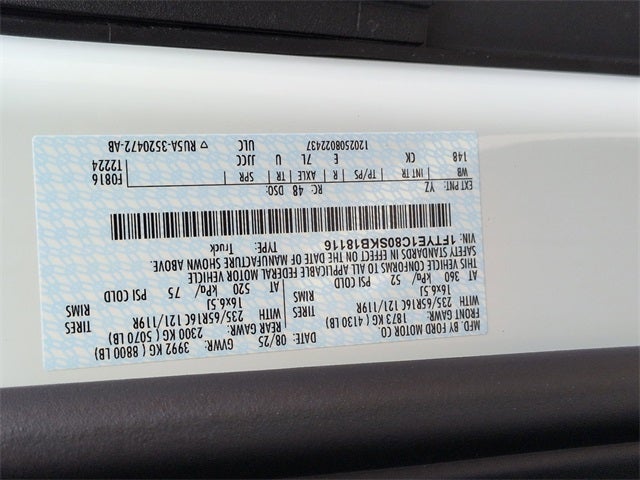 MFD. BY FORD MOTOR CO.
DATE: 08/25 GVWR: 3992 KG ( 8800 LB)
FRONT GAWR: 1873 KG ( 4130 LB) REAR GAWR: 2300 KG ( 5070 LB)
WITH 235/65R16C 121/119R TIRES WITH 235/65R16C 121/119R TIRES
16x6.5J RIMS 16x6.5J RIMS
AT 360 kPa/ 52 PSI COLD AT 520 kPa/ 75 PSI COLD
THIS VEHICLE CONFORMS TO ALL APPLICABLE FEDERAL MOTOR VEHICLE
SAFETY STANDARDS IN EFFECT ON THE DATE OF MANUFACTURE SHOWN ABOVE.
VIN: 1FTYE1C80SKB18116 TYPE: Truck
EXT PNT: YZ RC: 48 DSO: F0816
WB INT TR TP/PS R AXLE TR SPR T2224
148 CK E 7L U JJCC
1202508022437 ULC ▽ RU5A-3520472-AB